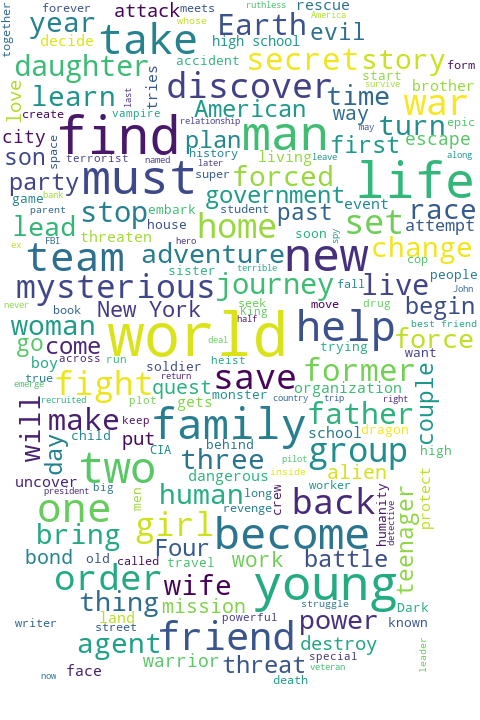 together
forever
ruthless
America
rescue
attack
meets
whose
year
take
Earth
evil
decide
high school
daughter
accident
secret
story
form
love
learn
tries
discover
start
brother
survive
create
last
vampire
American
time
war
city
space
find
relationship
may
way
turn
epic
son
terrorist
named
plan
man
first
escape
history
later
living
leave
along
party
must
super
forced
life
game
bank
government
parent
student
event
race
lead
stop
embark
house
home
past
set
attempt
ex
FBI
threaten
hero
soon
spy
team
adventure
new
change
cop
sister
terrible
fall
people
never
mysterious
journey
live
John
book
New York
seek
King
move
drug
begin
woman
world
half
help
best friend
go
come
deal
trying
force
boy
across
run
heist
want
true
soldier
save
former
emerge
return
fight
quest
monster
country
trip
right
organization
couple
recruited
plot
gets
will
make
keep
family
father
dragon
day
child
put
school
CIA
behind
group
high
uncover
two
three
dangerous
inside
pilot
alien
president
big
human
long
worker
crew
humanity
protect
one
men
revenge
back
detective
teenager
bring
girl
become
bond
old
called
Four
travel
work
battle
order
wife
young
thing
mission
struggle
Dark
land
powerful
power
known
writer
street
agent
friend
destroy
leader
warrior
threat
special
face
veteran
now
death